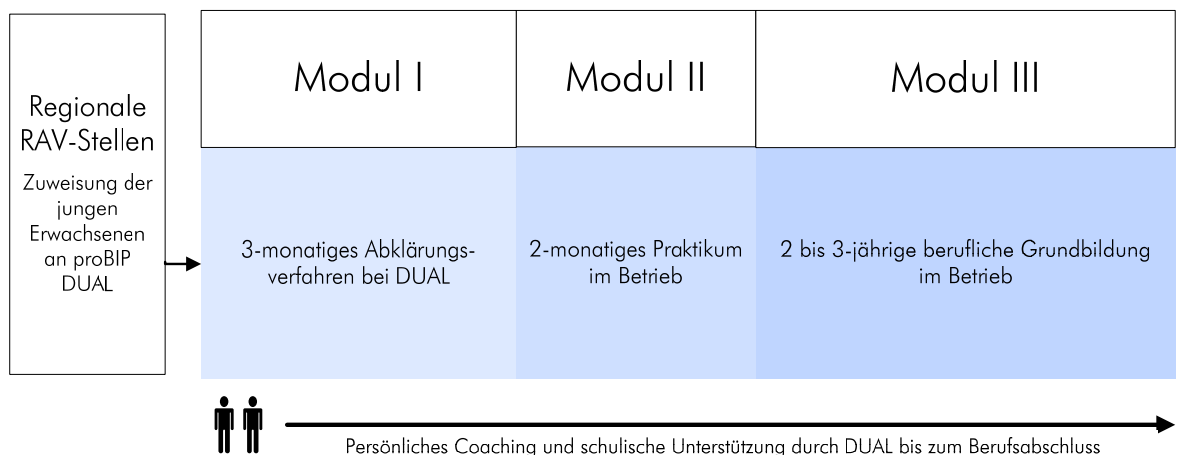 Regionale
RAV-Stellen
Zuweisung der
jungen
Erwachsenen
an proBIP
DUAL
Modul I
Modul II
Modul III
3-monatiges Abklärungs-
verfahren bei DUAL
2-monatiges Praktikum
im Betrieb
2 bis 3-jährige berufliche Grundbildung
im Betrieb
Persönliches Coaching und schulische Unterstützung durch DUAL bis zum Berufsabschluss